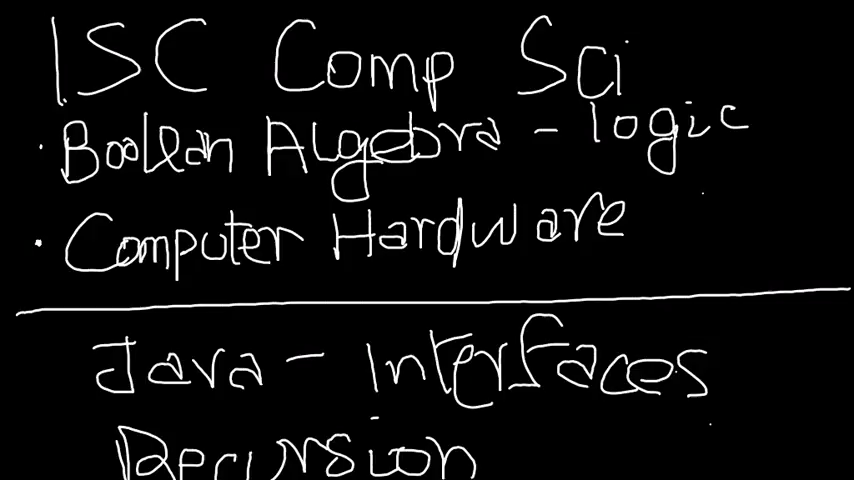 ISC Comp Sci
· Boolean Algebra - logic
· Computer Hardware
Java - Interfaces
Recursion